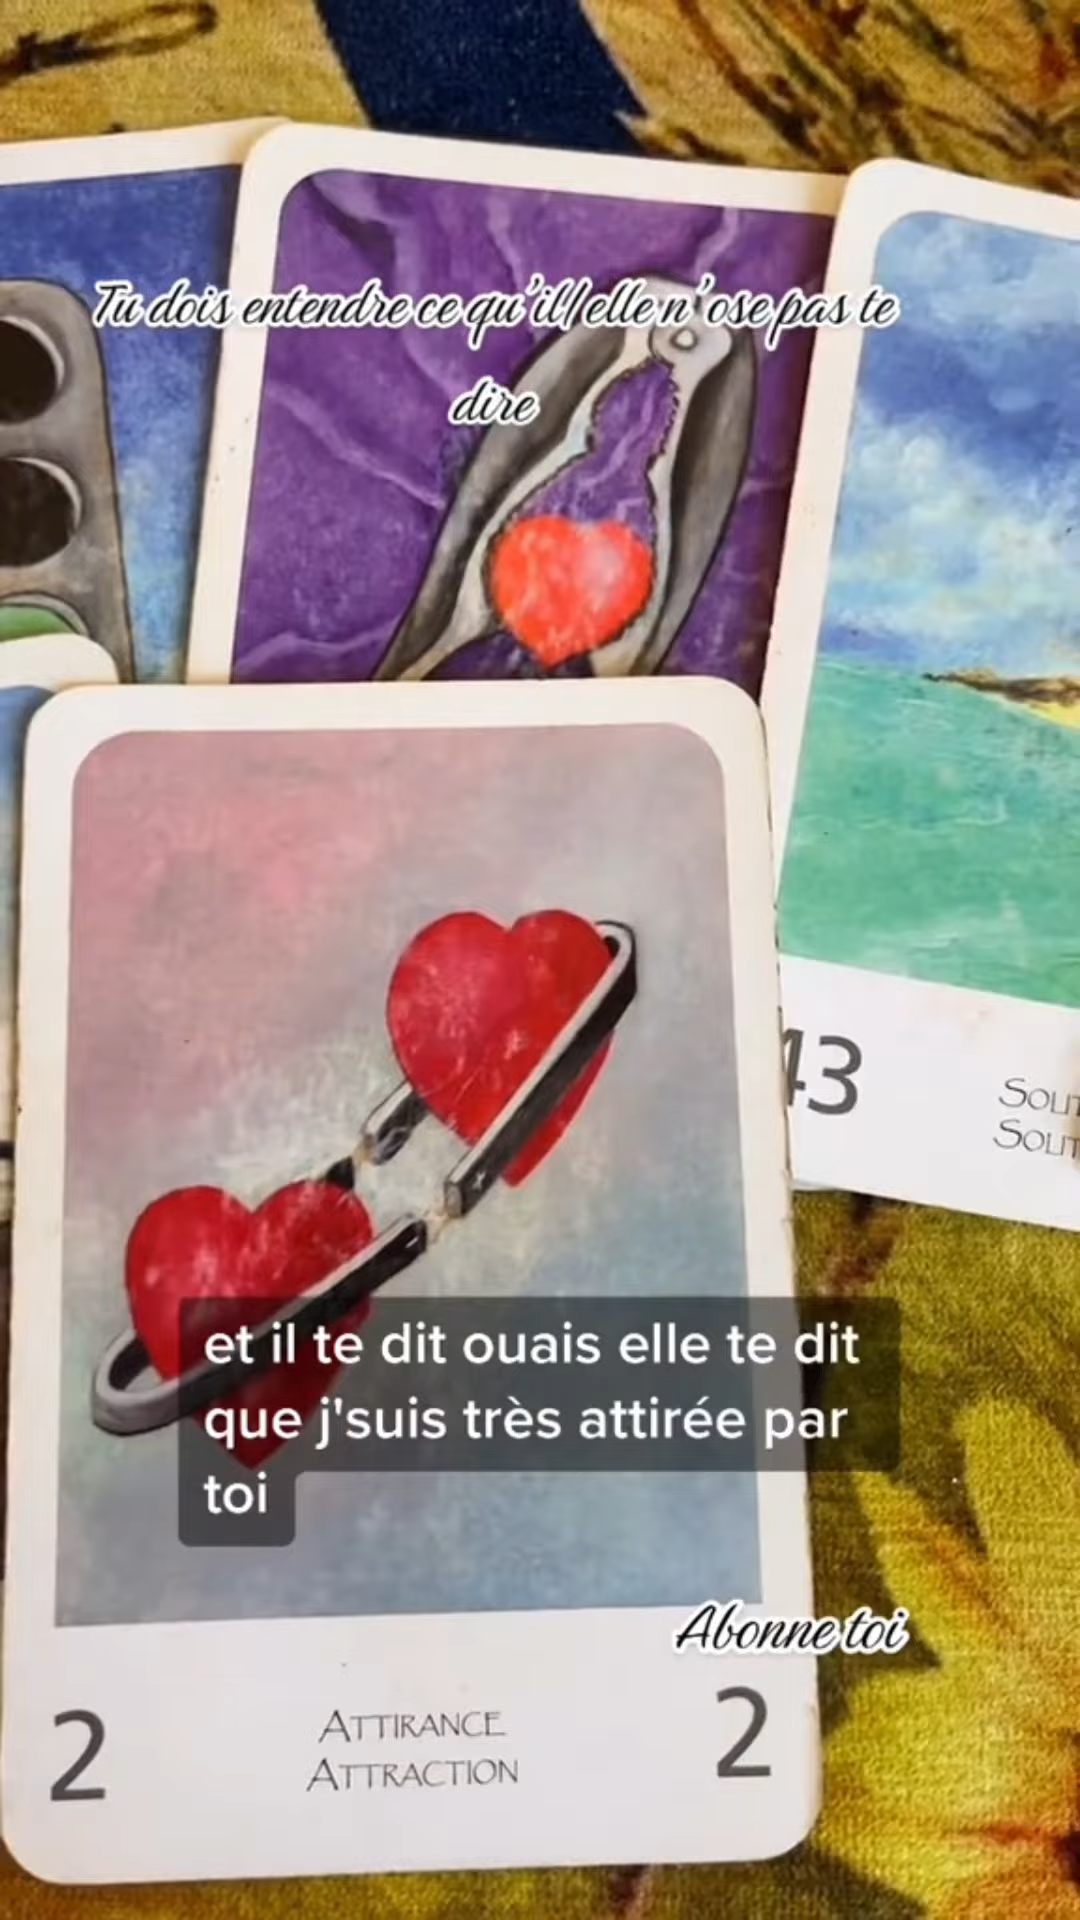 Tu dois entendre ce qu'il/elle n'ose pas te
dire
43
et il te dit ouais elle te dit
que j'suis très attirée par
toi
Abonne toi
2
ATTIRANCE
ATTRACTION
2